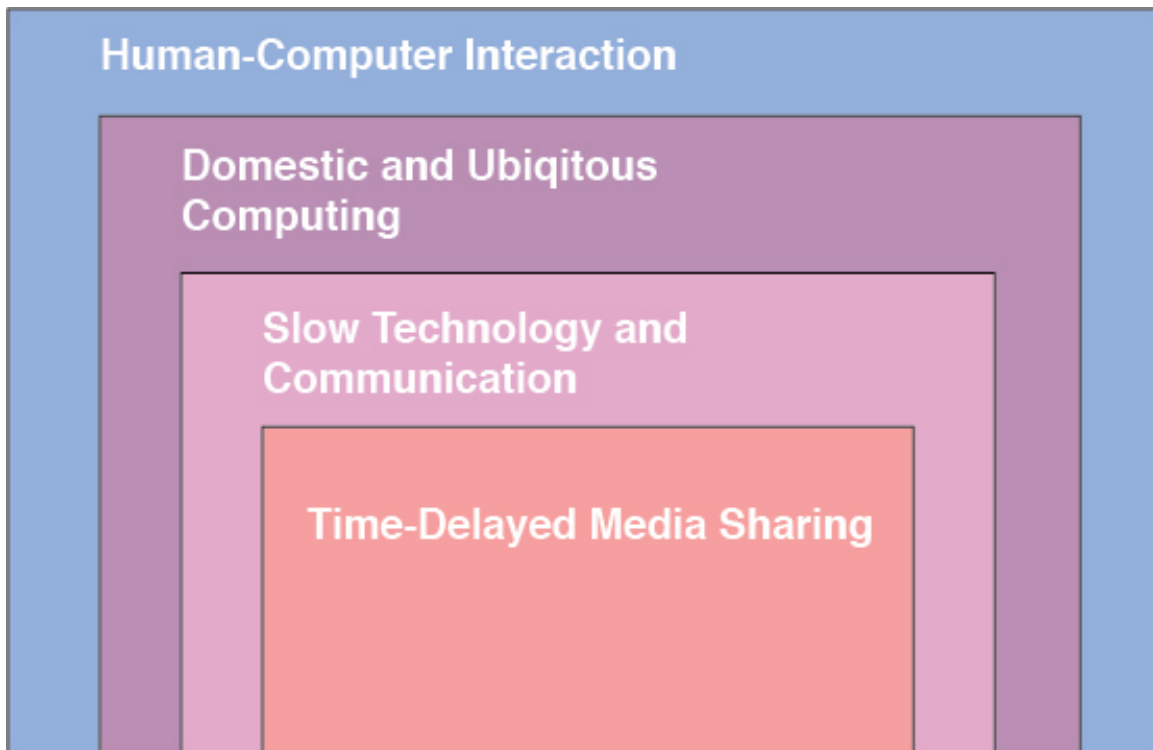 Human-Computer Interaction
Domestic and Ubiqitous
Computing
Slow Technology and
Communication
Time-Delayed Media Sharing